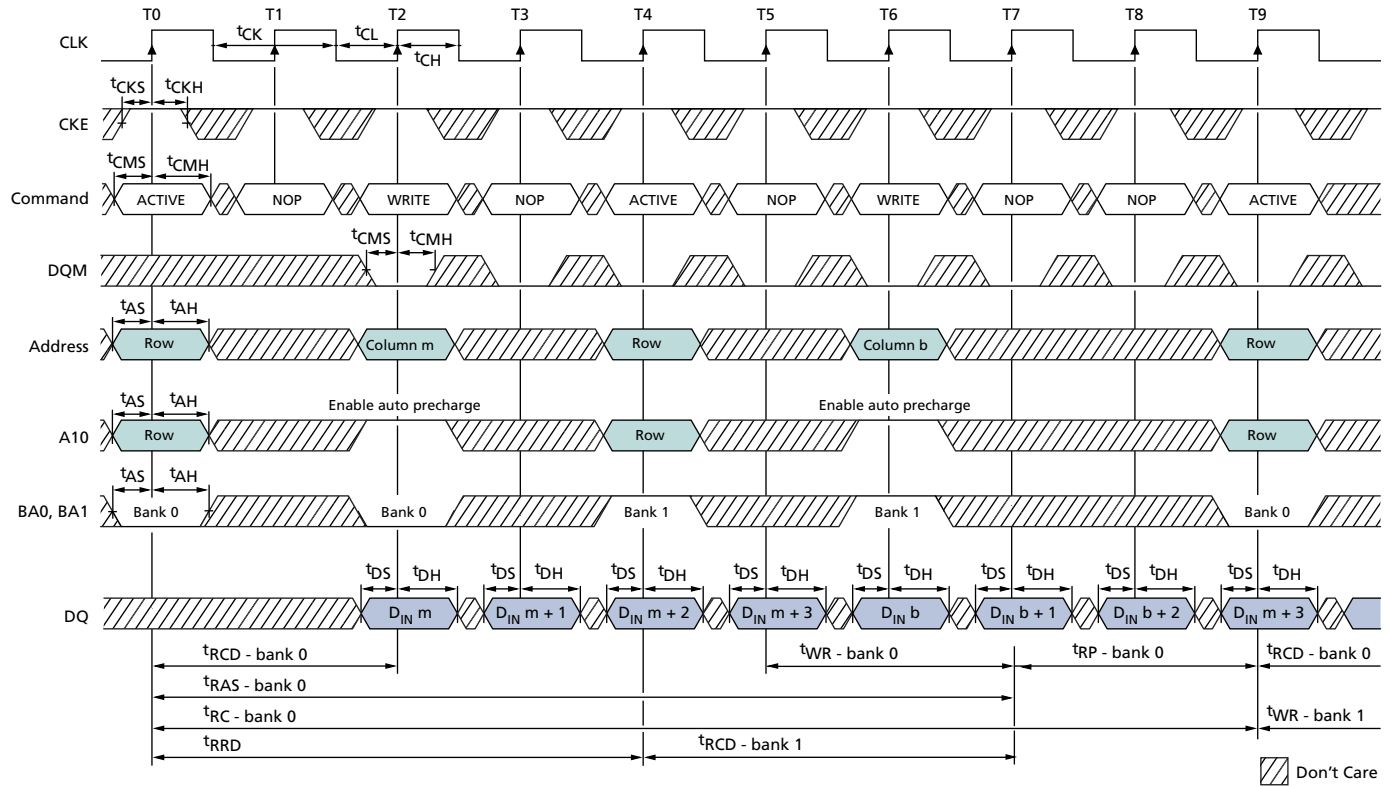 T0 T1 T2 T3 T4 T5 T6 T7 T8 T9
CLK tCK tCL tCH
tCKS tCKH
CKE
tCMS tCMH
Command ACTIVE NOP WRITE NOP ACTIVE NOP WRITE NOP NOP ACTIVE
tCMS tCMH
DQM
tAS tAH
Address Row Column m Row Column b Row
tAS tAH Enable auto precharge Enable auto precharge
A10 Row Row Row
tAS tAH
BA0, BA1 Bank 0 Bank 0 Bank 1 Bank 1 Bank 0
tDS tDH tDS tDH tDS tDH tDS tDH tDS tDH tDS tDH tDS tDH tDS tDH
DQ DIN m DIN m + 1 DIN m + 2 DIN m + 3 DIN b DIN b + 1 DIN b + 2 DIN m + 3
tRCD - bank 0 tWR - bank 0 tRP - bank 0 tRCD - bank 0
tRAS - bank 0
tRC - bank 0 tWR - bank 1
tRRD tRCD - bank 1
Don't Care